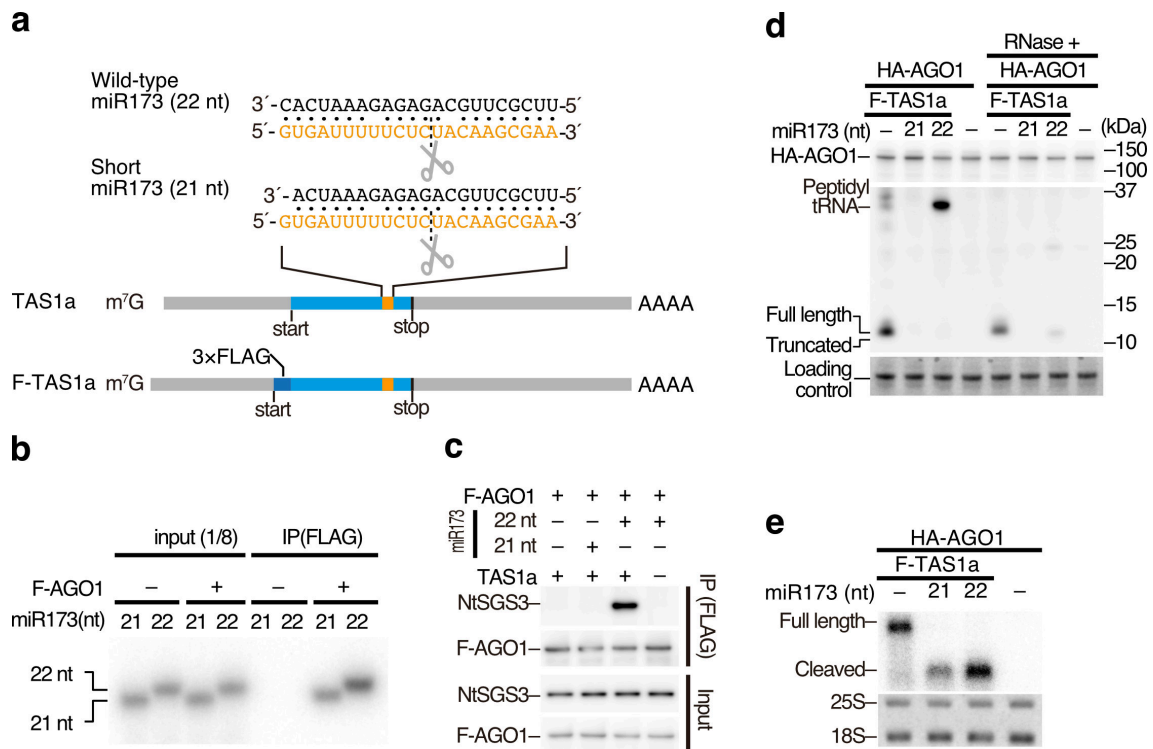 a
Wild-type
miR173 (22 nt)
3´-CACUAAAGAGAGACGUUCGCUU-5´
5´-GUGAUUUUUCUCUACAAGCGAA-3´
Short
miR173 (21 nt)
3´-ACUAAAGAGAGACGUUCGCUU-5´
5´-GUGAUUUUUCUCUACAAGCGAA-3´
TAS1a m⁷G AAAA
start stop
3×FLAG
F-TAS1a m⁷G AAAA
start stop
b
input (1/8) IP(FLAG)
F-AGO1 – + – +
miR173(nt) 21 22 21 22 21 22 21 22
22 nt
21 nt
c
F-AGO1 + + + +
miR173
22 nt – – + +
21 nt – + – –
TAS1a + + + –
NtSGS3
F-AGO1
IP (FLAG)
NtSGS3
F-AGO1
Input
d
RNase +
HA-AGO1 HA-AGO1
F-TAS1a F-TAS1a
miR173 (nt) – 21 22 – – 21 22 – (kDa)
HA-AGO1
150
100
Peptidyl
tRNA
37
25
20
15
10
Full length
Truncated
Loading
control
e
HA-AGO1
F-TAS1a
miR173 (nt) – 21 22 –
Full length
Cleaved
25S
18S